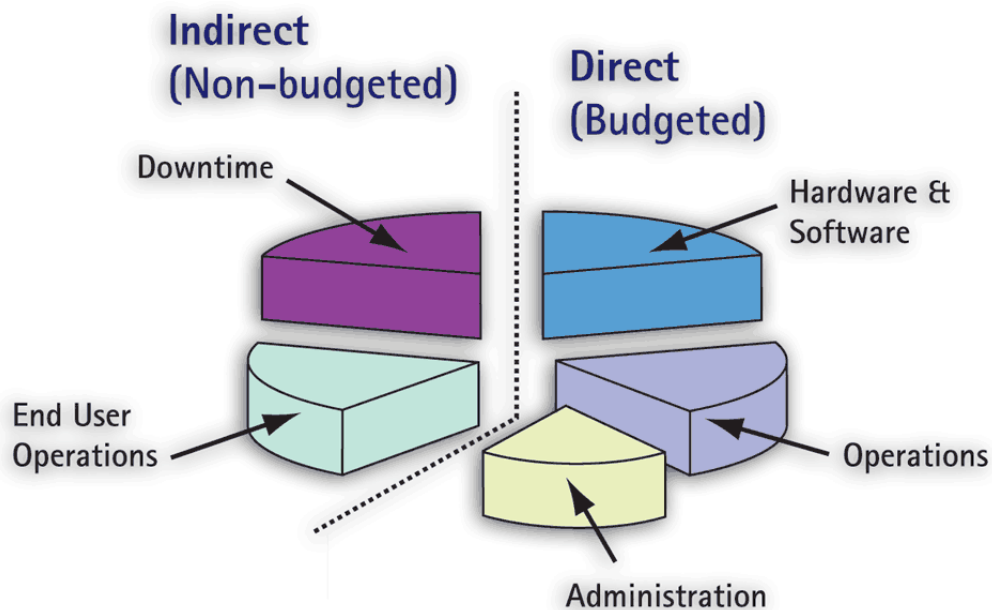 Indirect
(Non-budgeted)
Direct
(Budgeted)
Downtime
Hardware &
Software
End User
Operations
Operations
Administration